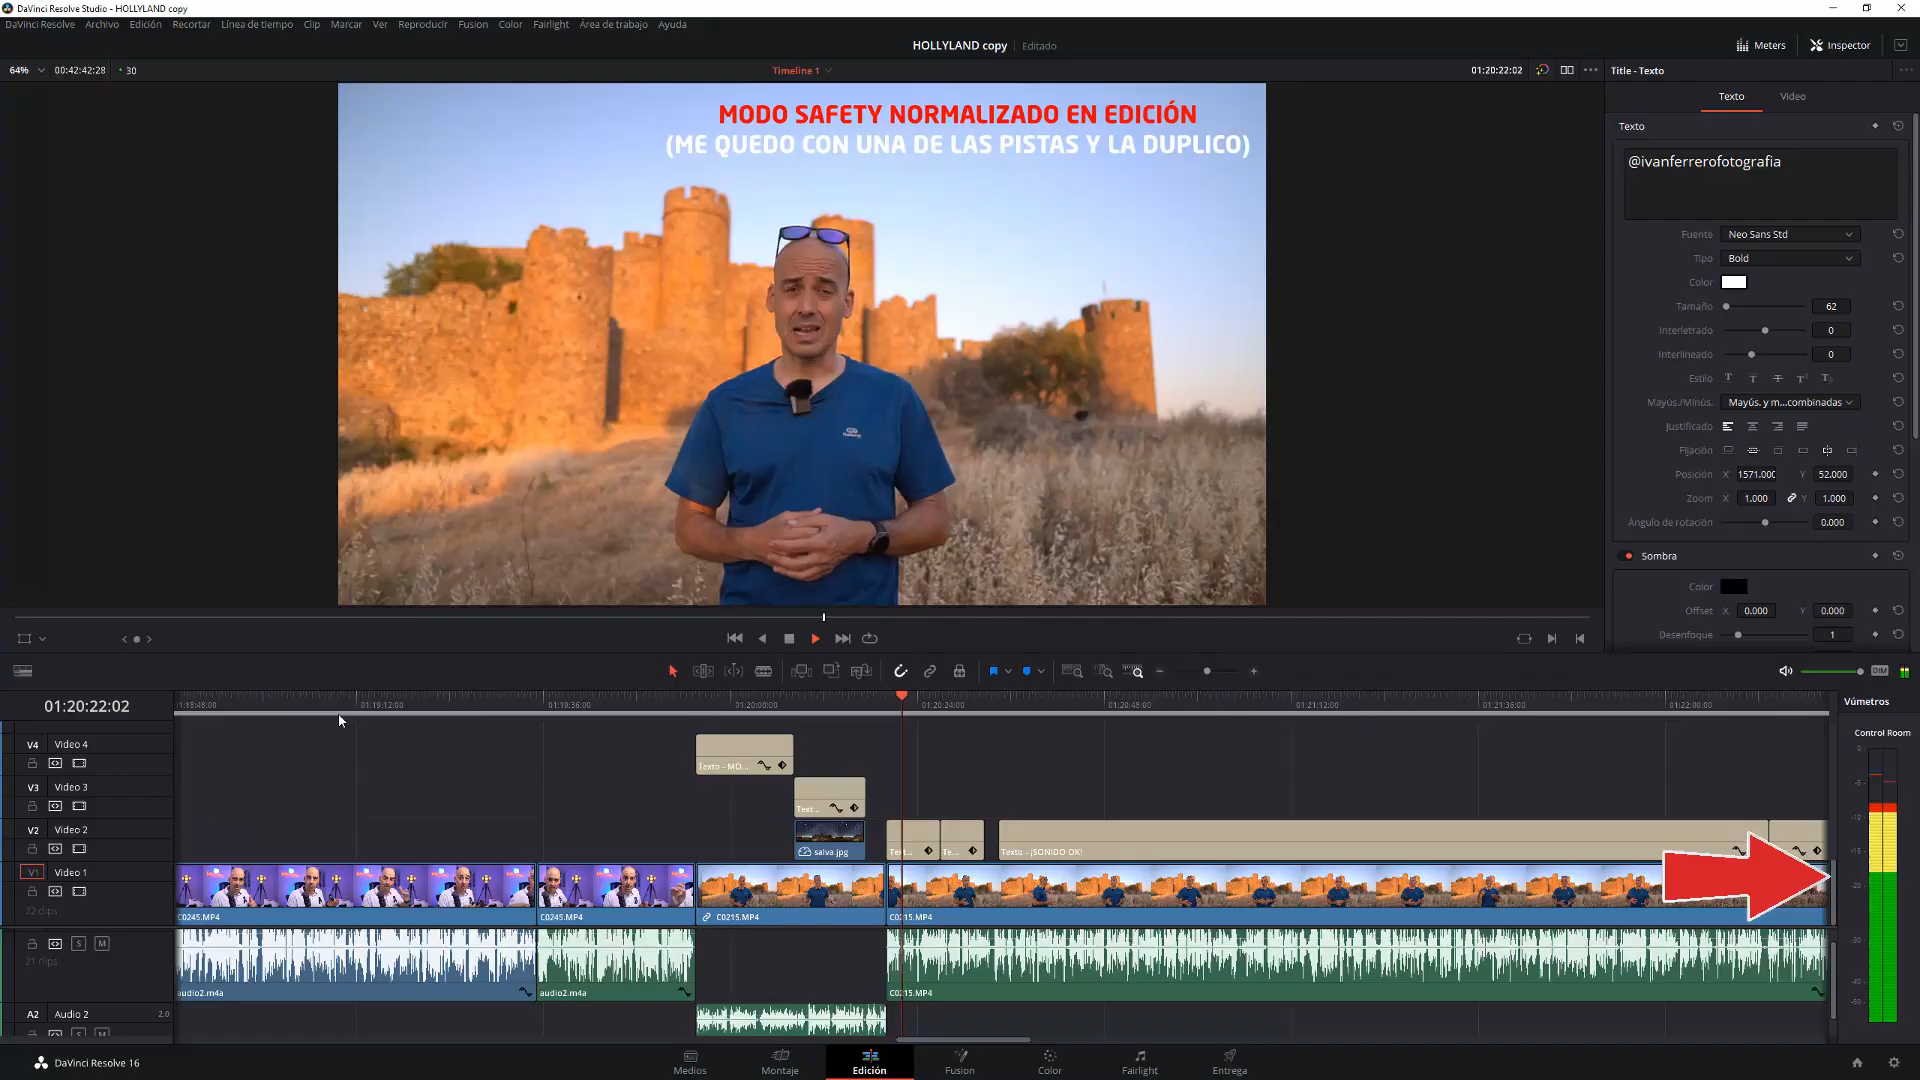 DaVinci Resolve Studio - HOLLYLAND copy
DaVinci Resolve Archivo Edición Recortar Línea de tiempo Clip Marcar Ver Reproducir Fusion Color Fairlight Área de trabajo Ayuda
HOLLYLAND copy Editado
Meters Inspector
64% 00:42:42:28 30 Timeline 1 01:20:22:02 Title - Texto
MODO SAFETY NORMALIZADO EN EDICIÓN
(ME QUEDO CON UNA DE LAS PISTAS Y LA DUPLICO)
Texto Video
Texto
@ivanferrerofotografia
Fuente Neo Sans Std
Tipo Bold
Color
Tamaño 62
Interletrado 0
Interlineado 0
Estilo
Mayús./Minús. Mayús. y m...combinadas
Justificado
Fijación
Posición X 1571.000 Y 52.000
Zoom X 1.000 Y 1.000
Ángulo de rotación 0.000
Sombra
Color
Offset X 0.000 Y 0.000
Desenfoque 1
DIM
01:20:22:02
01:19:12:00 01:19:36:00 01:20:00:00 01:20:24:00 01:20:48:00 01:21:12:00 01:21:36:00 01:22:00:00
Vúmetros
Control Room
V4 Video 4
Texto - MO...
V3 Video 3
Text...
V2 Video 2
salva.jpg
Text...
Te...
Texto - ¡SONIDO OK!
V1 Video 1
22 clips
C0245.MP4 C0245.MP4 C0215.MP4 C0215.MP4
S M
21 clips
audio2.m4a audio2.m4a C0215.MP4
A2 Audio 2 2.0
S M
0
-5
-10
-15
-20
-30
-40
-50
DaVinci Resolve 16
Medios Montaje Edición Fusion Color Fairlight Entrega